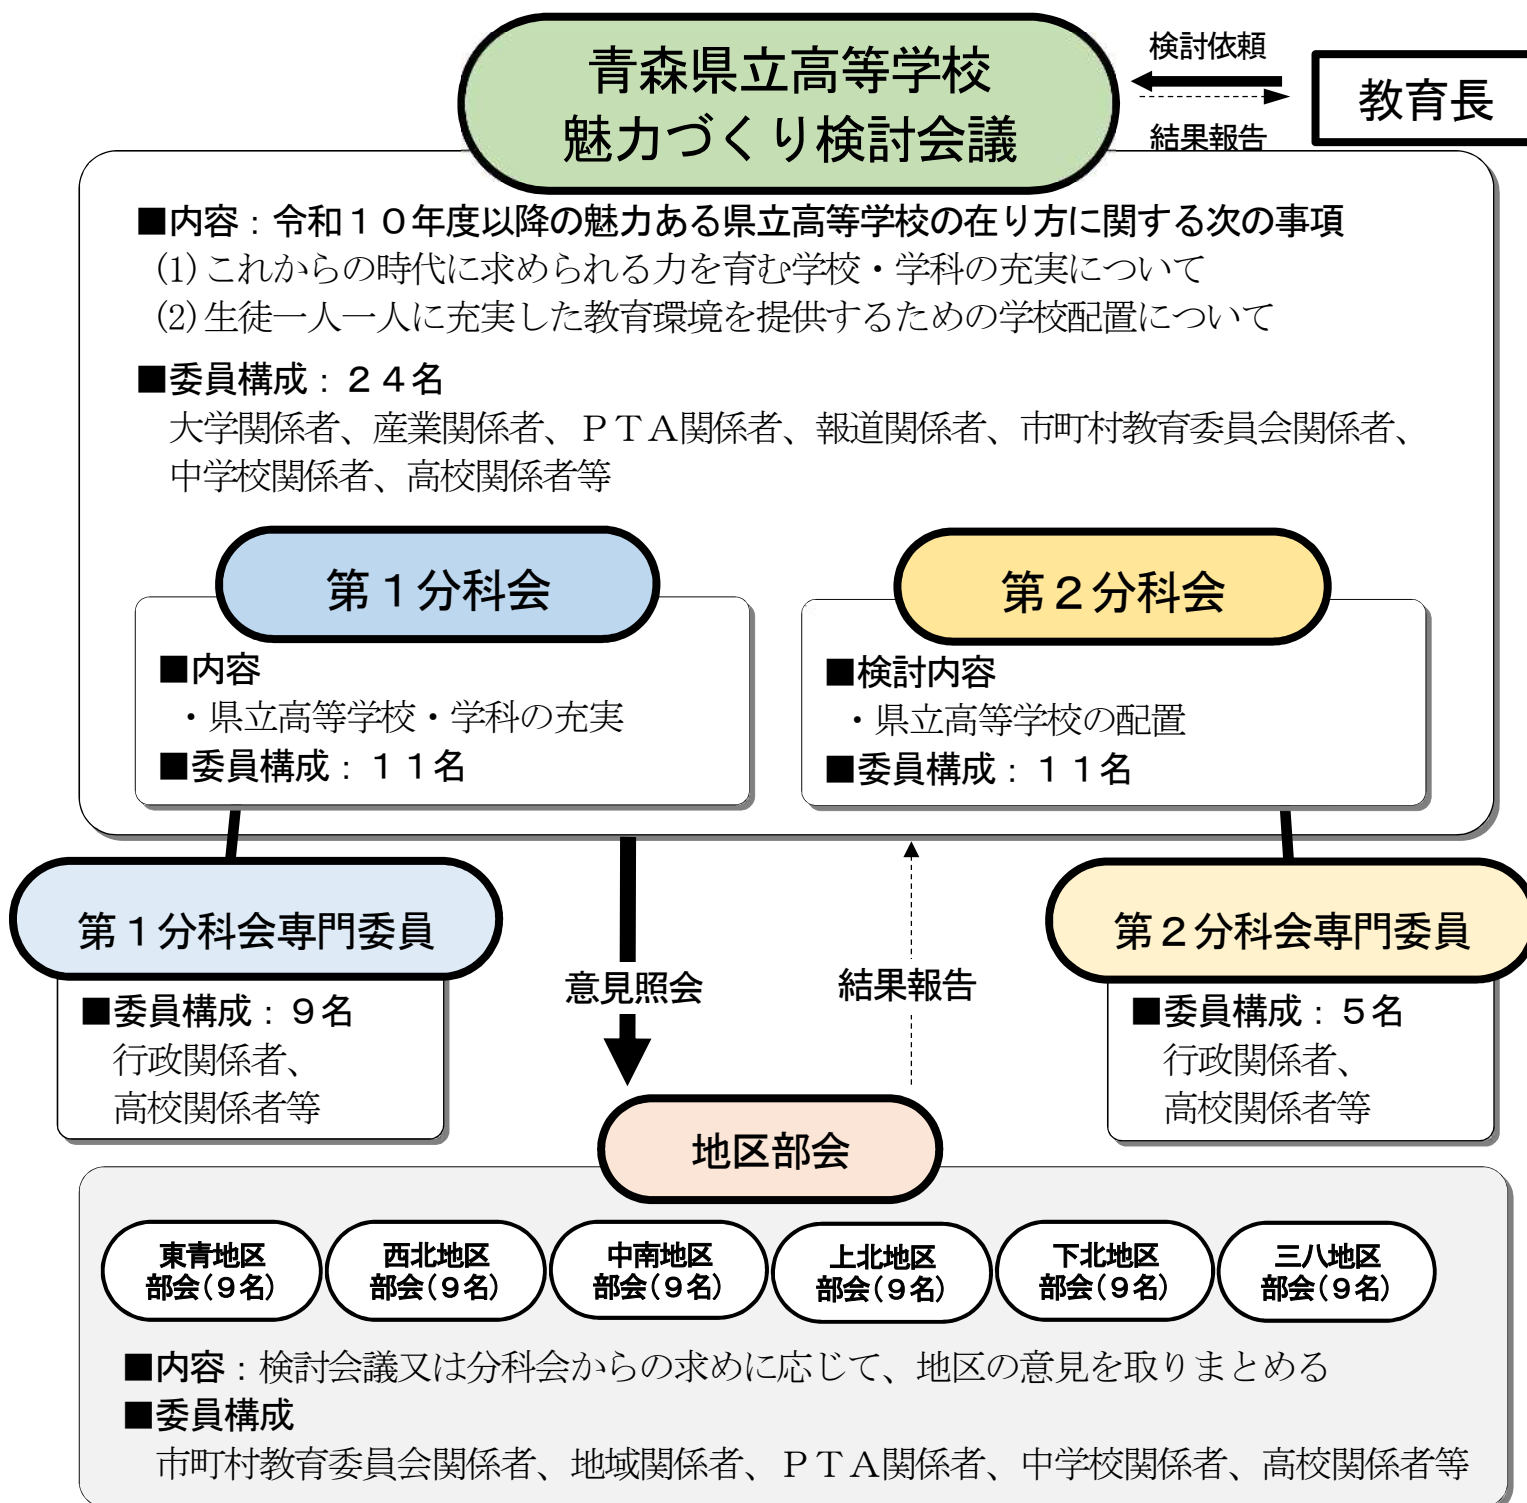 青森県立高等学校
魅力づくり検討会議
検討依頼
結果報告
教育長
■内容：令和１０年度以降の魅力ある県立高等学校の在り方に関する次の事項
(1)これからの時代に求められる力を育む学校・学科の充実について
(2)生徒一人一人に充実した教育環境を提供するための学校配置について
■委員構成：２４名
大学関係者、産業関係者、ＰＴＡ関係者、報道関係者、市町村教育委員会関係者、
中学校関係者、高校関係者等
第１分科会
■内容
・県立高等学校・学科の充実
■委員構成：１１名
第２分科会
■検討内容
・県立高等学校の配置
■委員構成：１１名
第１分科会専門委員
■委員構成：９名
行政関係者、
高校関係者等
意見照会
結果報告
第２分科会専門委員
■委員構成：５名
行政関係者、
高校関係者等
地区部会
東青地区
部会（９名）
西北地区
部会（９名）
中南地区
部会（９名）
上北地区
部会（９名）
下北地区
部会（９名）
三八地区
部会（９名）
■内容：検討会議又は分科会からの求めに応じて、地区の意見を取りまとめる
■委員構成
市町村教育委員会関係者、地域関係者、ＰＴＡ関係者、中学校関係者、高校関係者等